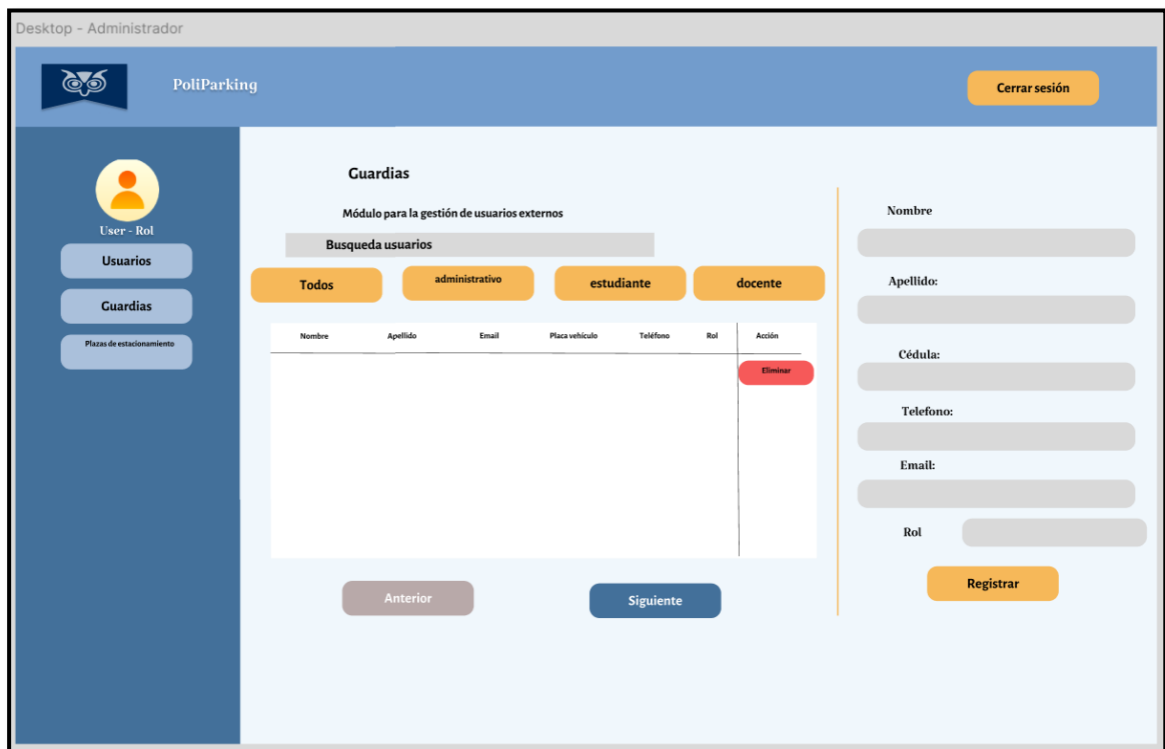 Desktop - Administrador
PoliParking
Cerrar sesión
User - Rol
Usuarios
Guardias
Plazas de estacionamiento
Guardias
Módulo para la gestión de usuarios externos
Busqueda usuarios
Todos administrativo estudiante docente
Nombre Apellido Email Placa vehículo Teléfono Rol Acción
Eliminar
Anterior Siguiente
Nombre
Apellido:
Cédula:
Telefono:
Email:
Rol
Registrar